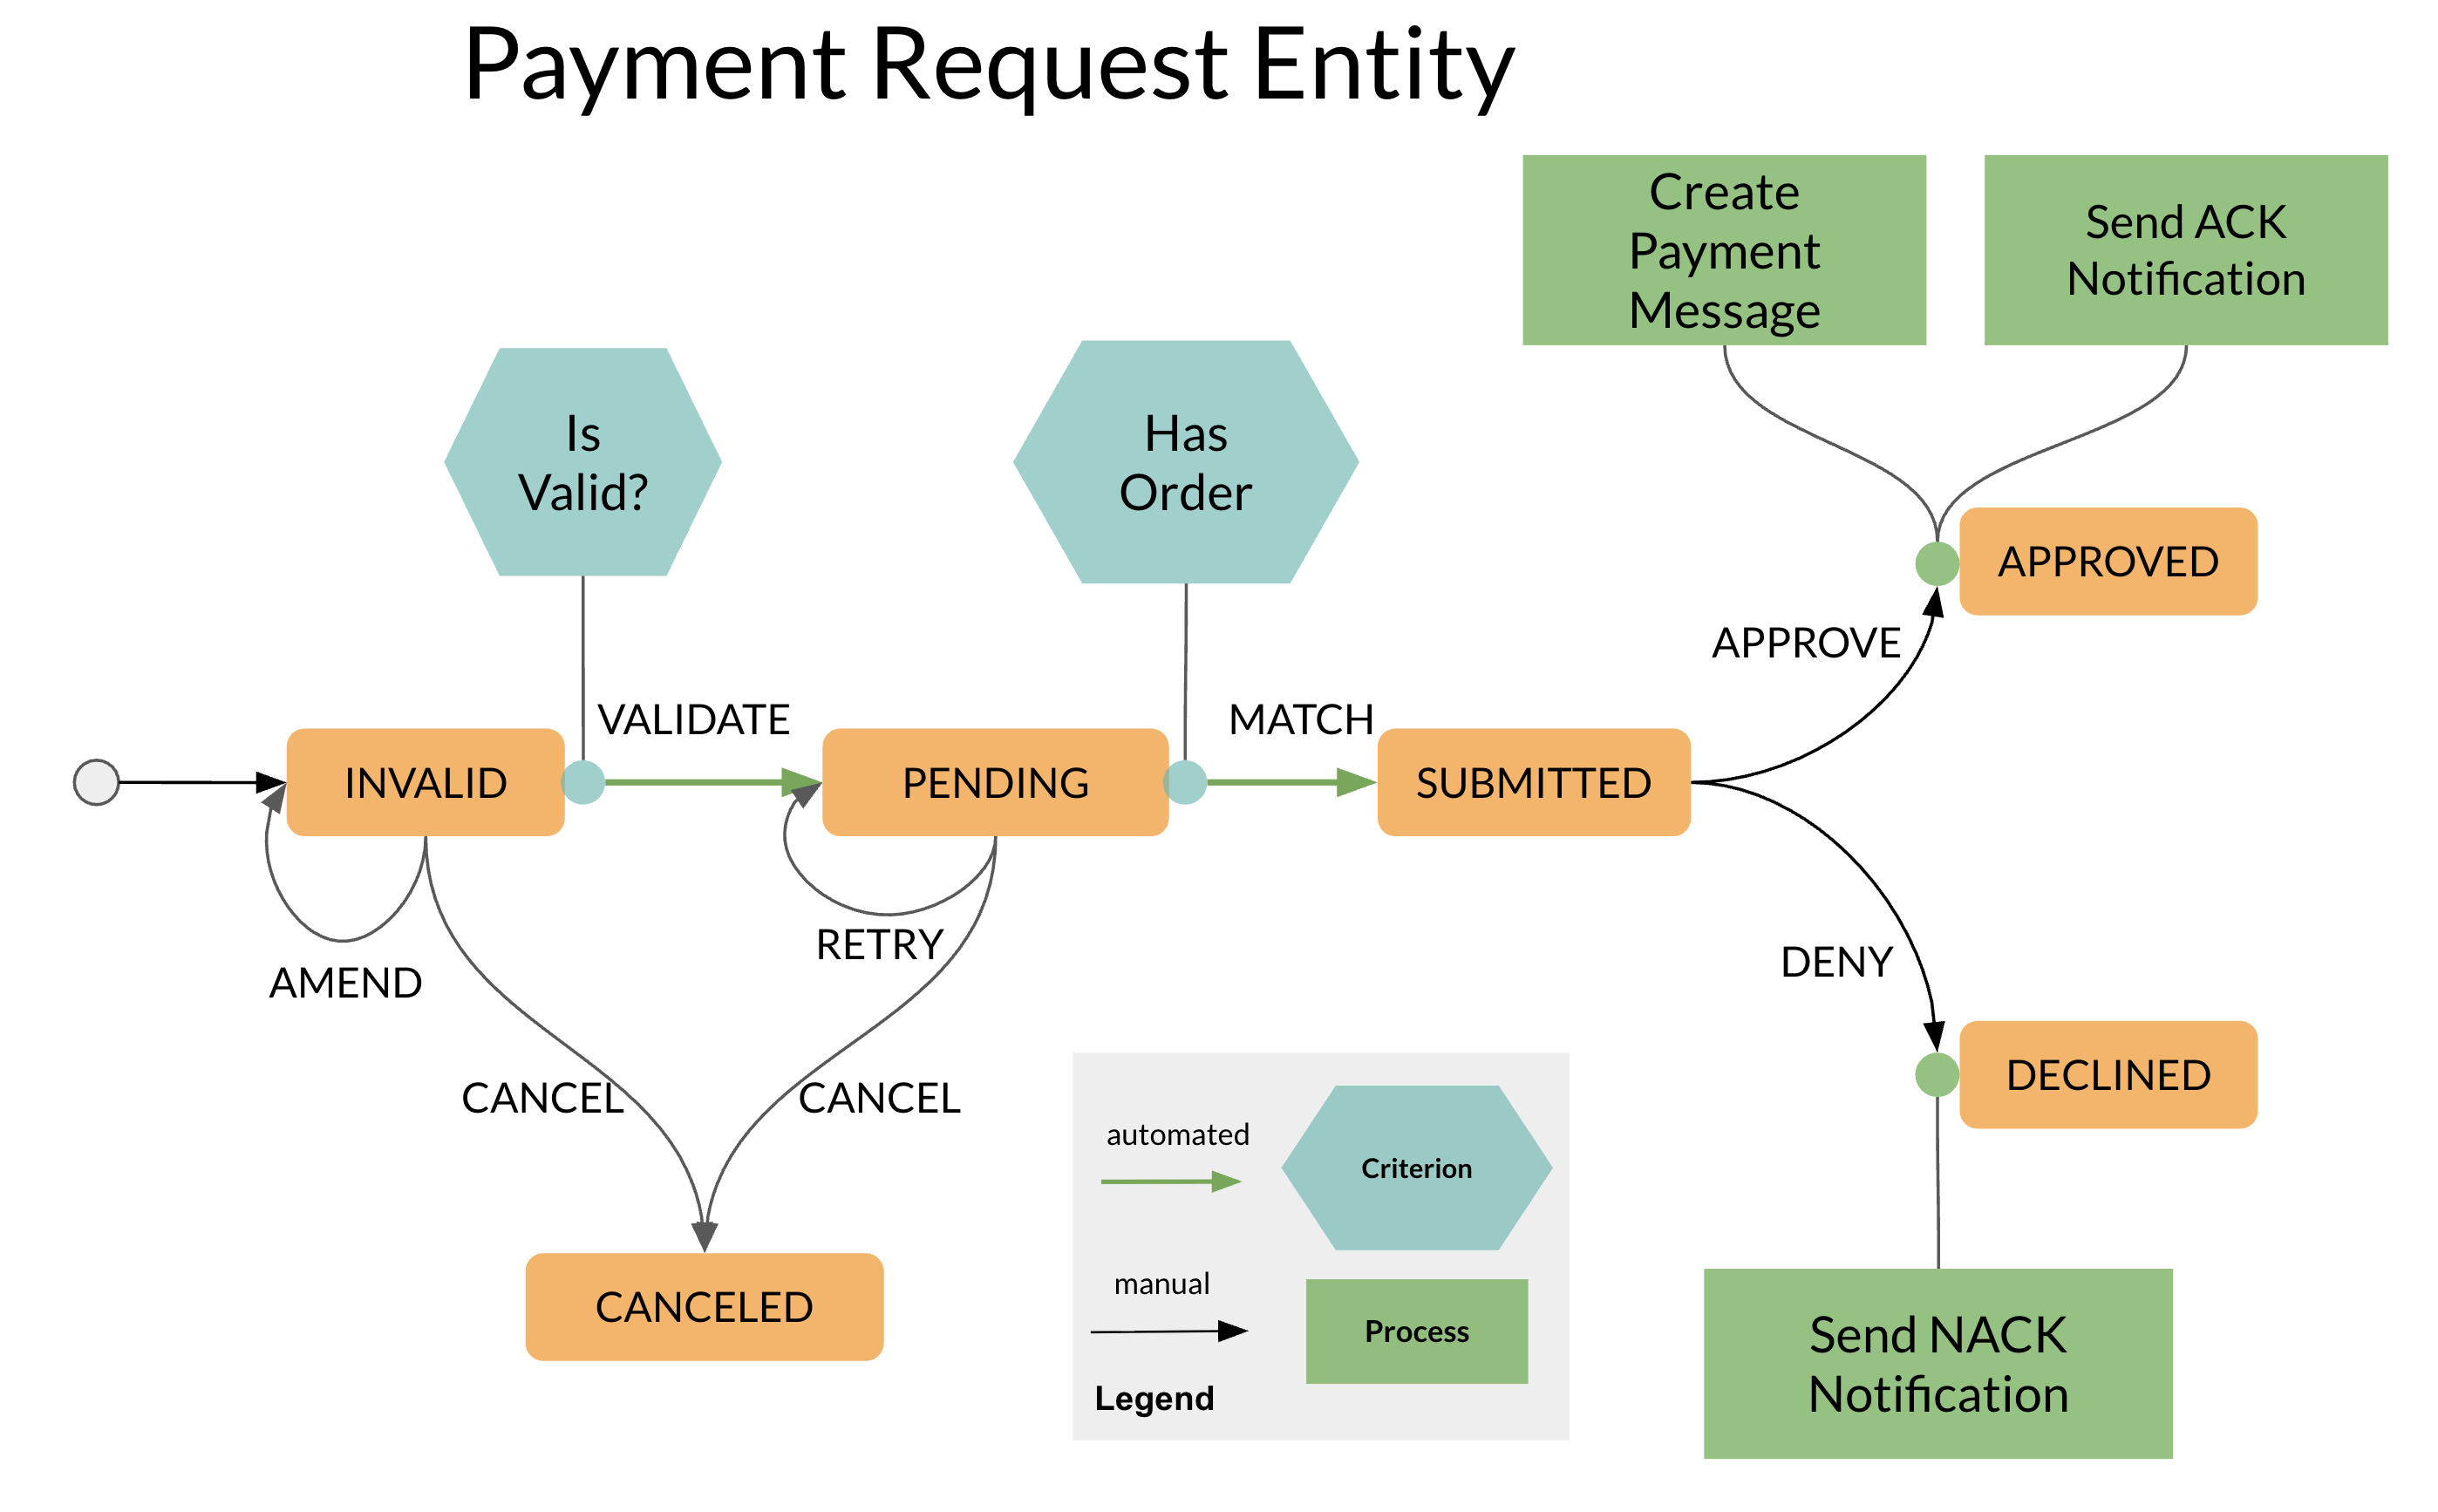 Payment Request Entity
Create
Payment
Message
Send ACK
Notification
Is
Valid?
Has
Order
APPROVED
APPROVE
VALIDATE
MATCH
INVALID
PENDING
SUBMITTED
RETRY
DENY
AMEND
CANCEL
CANCEL
DECLINED
automated
Criterion
manual
CANCELED
Process
Legend
Send NACK
Notification